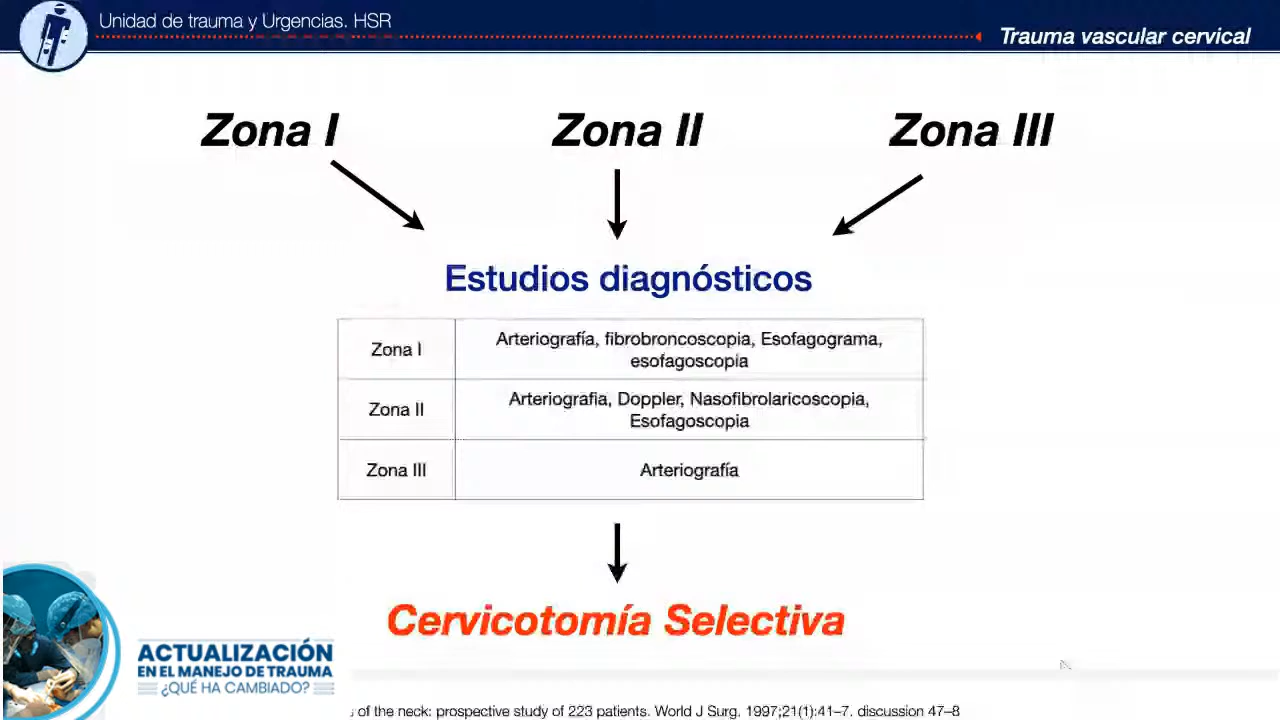 Unidad de trauma y Urgencias. HSR
Trauma vascular cervical
Zona I
Zona II
Zona III
Estudios diagnósticos
Zona I
Arteriografía, fibrobroncoscopia, Esofagograma,
esofagoscopia
Zona II
Arteriografia, Doppler, Nasofibrolaricoscopia,
Esofagoscopia
Zona III
Arteriografía
Cervicotomía Selectiva
ACTUALIZACIÓN
EN EL MANEJO DE TRAUMA
¿QUÉ HA CAMBIADO?
of the neck: prospective study of 223 patients. World J Surg. 1997;21(1):41–7. discussion 47–8